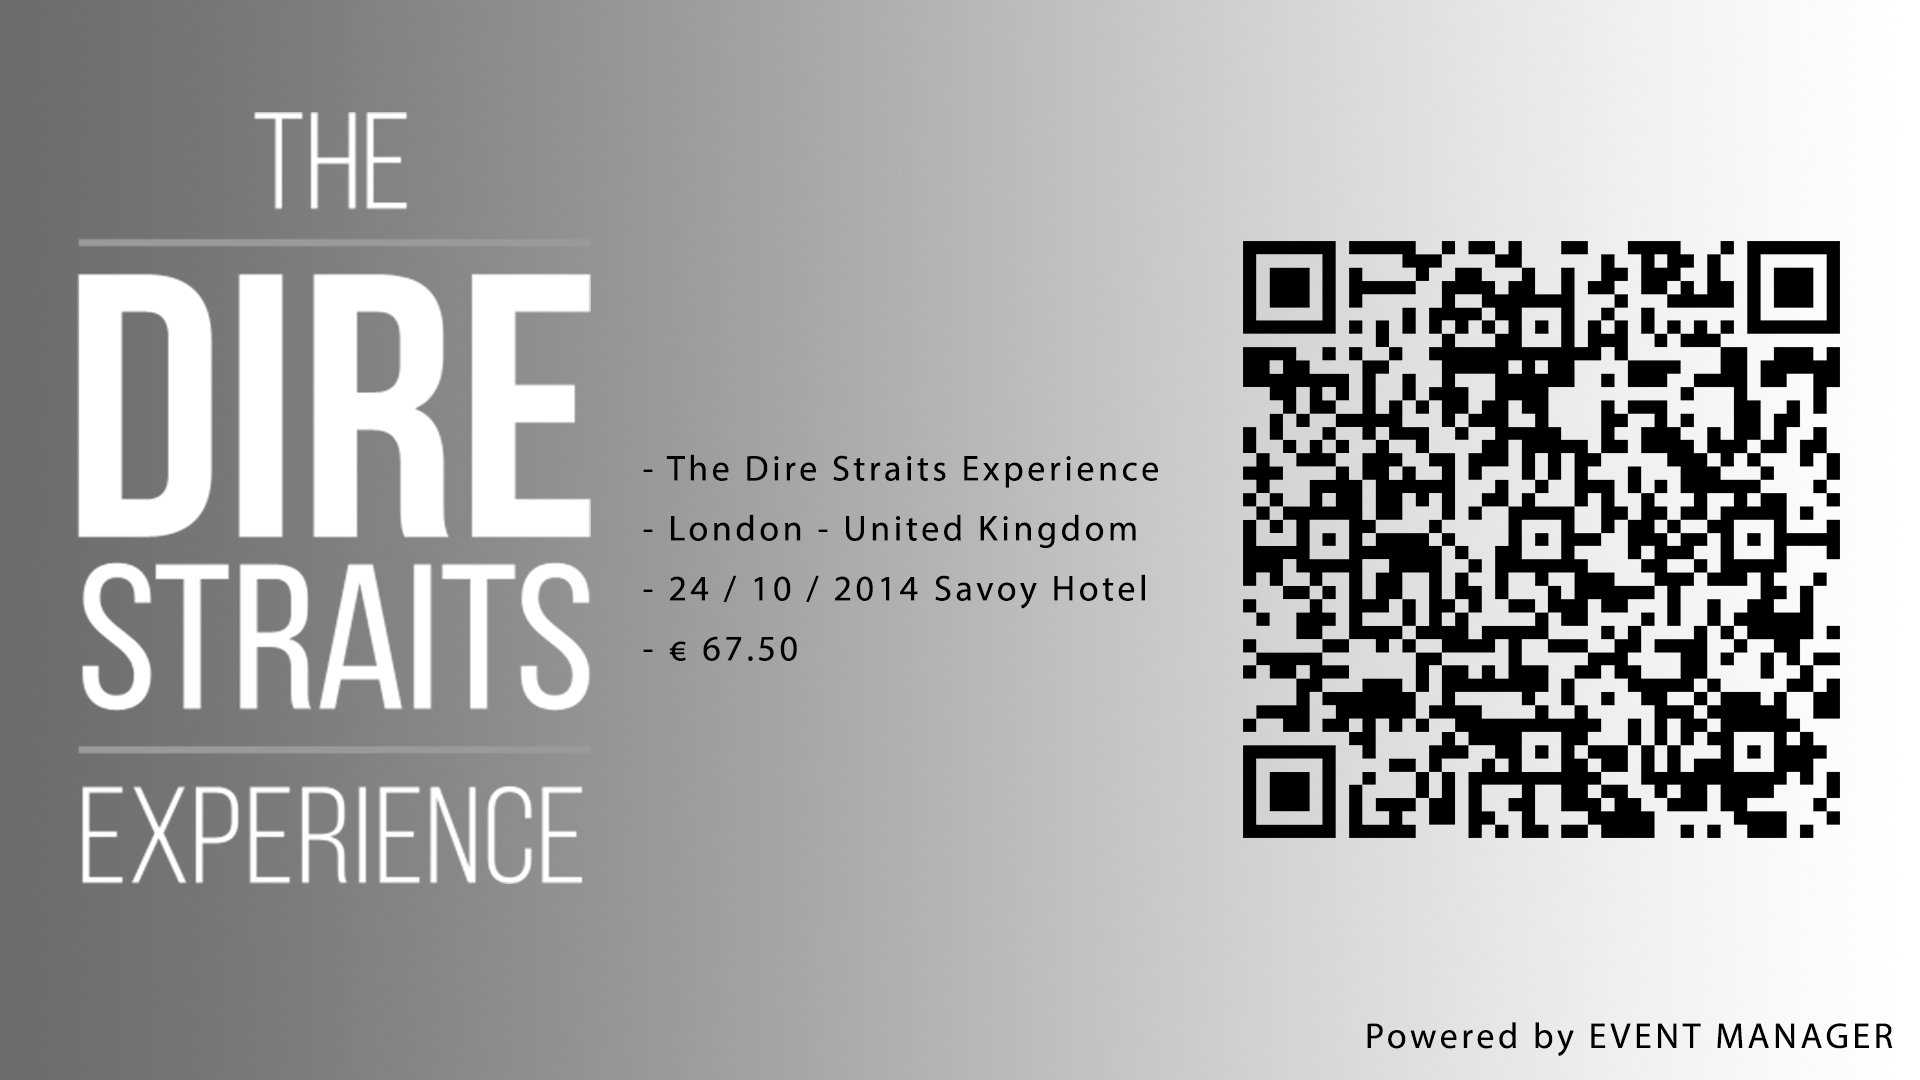 THE
DIRE
STRAITS
EXPERIENCE
- The Dire Straits Experience
- London - United Kingdom
- 24 / 10 / 2014 Savoy Hotel
- € 67.50
Powered by EVENT MANAGER